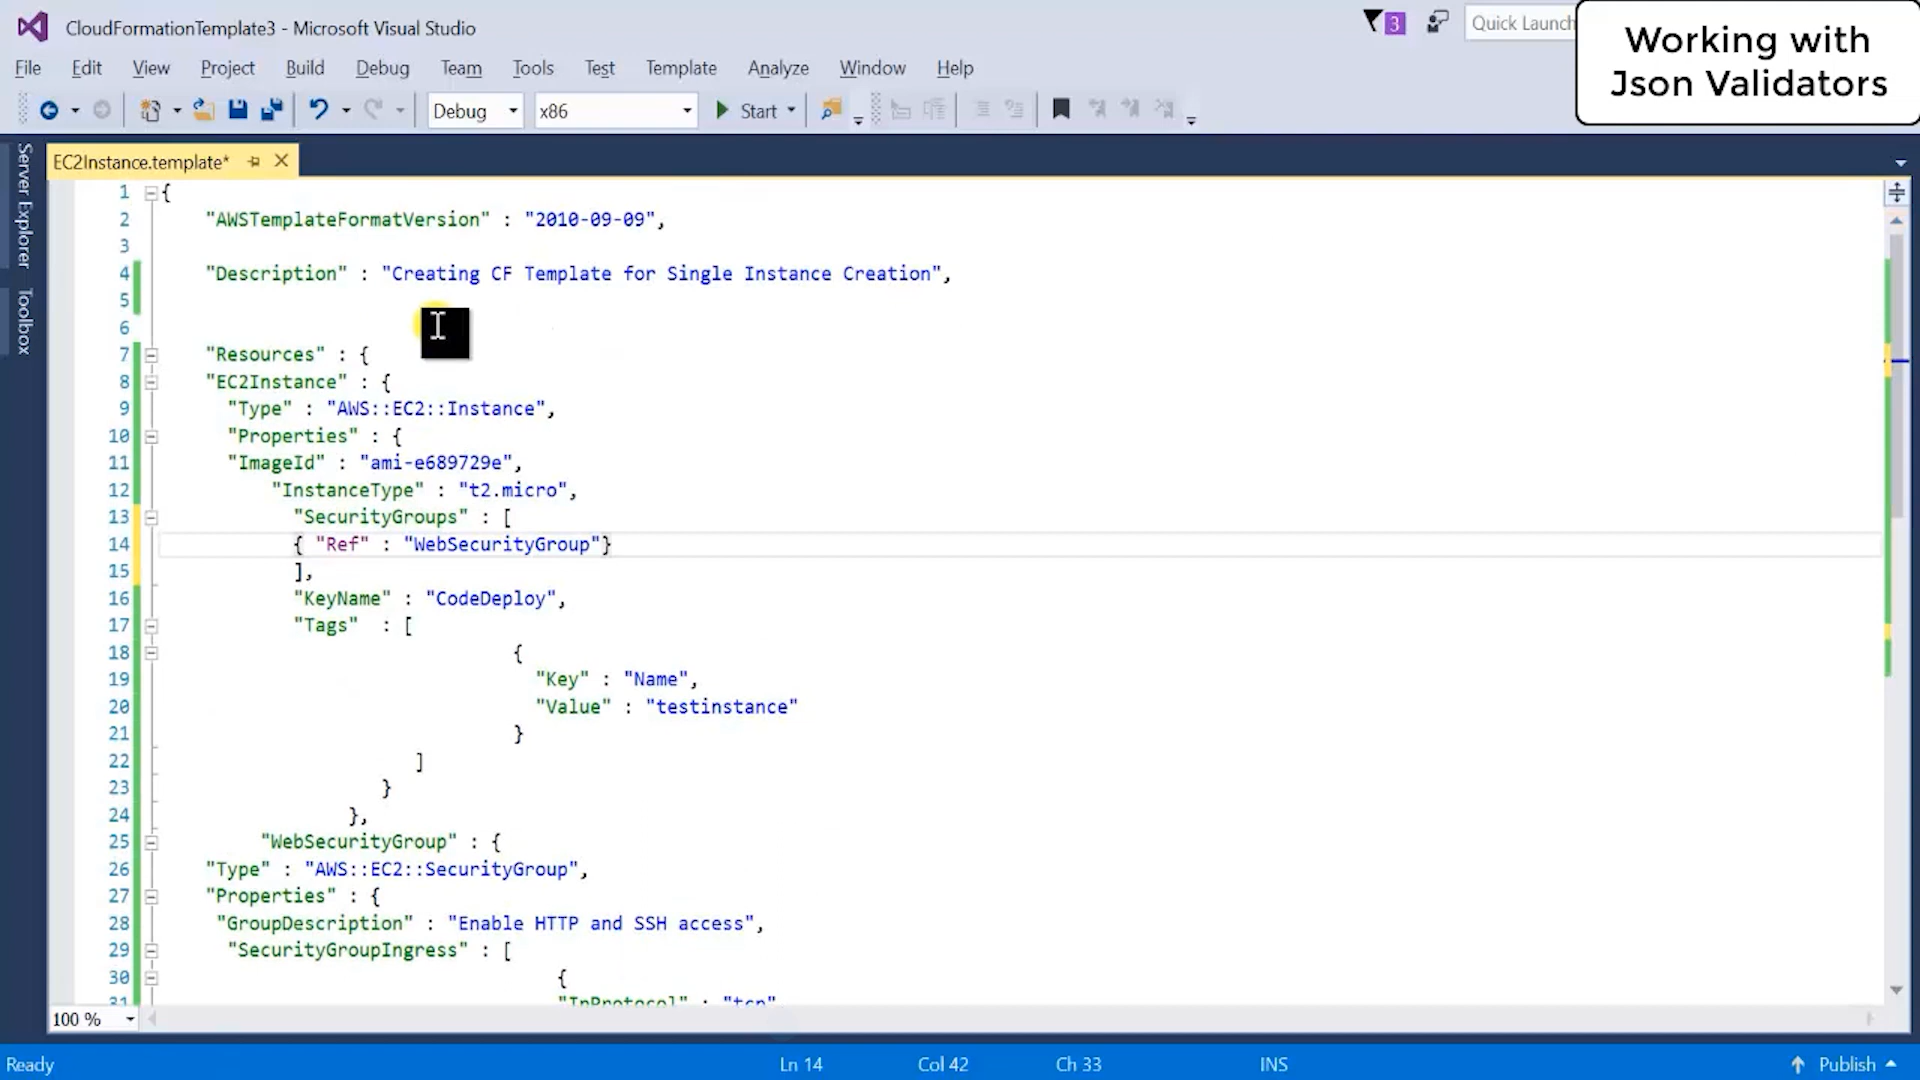 CloudFormationTemplate3 - Microsoft Visual Studio
3
Quick Launch
Working with
Json Validators
File Edit View Project Build Debug Team Tools Test Template Analyze Window Help
Debug x86 Start
Server Explorer
Toolbox
EC2Instance.template*
1 {
2 "AWSTemplateFormatVersion" : "2010-09-09",
3
4 "Description" : "Creating CF Template for Single Instance Creation",
5
6
7 "Resources" : {
8 "EC2Instance" : {
9 "Type" : "AWS::EC2::Instance",
10 "Properties" : {
11 "ImageId" : "ami-e689729e",
12 "InstanceType" : "t2.micro",
13 "SecurityGroups" : [
14 { "Ref" : "WebSecurityGroup"}
15 ],
16 "KeyName" : "CodeDeploy",
17 "Tags" : [
18 {
19 "Key" : "Name",
20 "Value" : "testinstance"
21 }
22 ]
23 }
24 },
25 "WebSecurityGroup" : {
26 "Type" : "AWS::EC2::SecurityGroup",
27 "Properties" : {
28 "GroupDescription" : "Enable HTTP and SSH access",
29 "SecurityGroupIngress" : [
30 {
31 "IpProtocol" : "tcp",
100 %
Ready Ln 14 Col 42 Ch 33 INS Publish